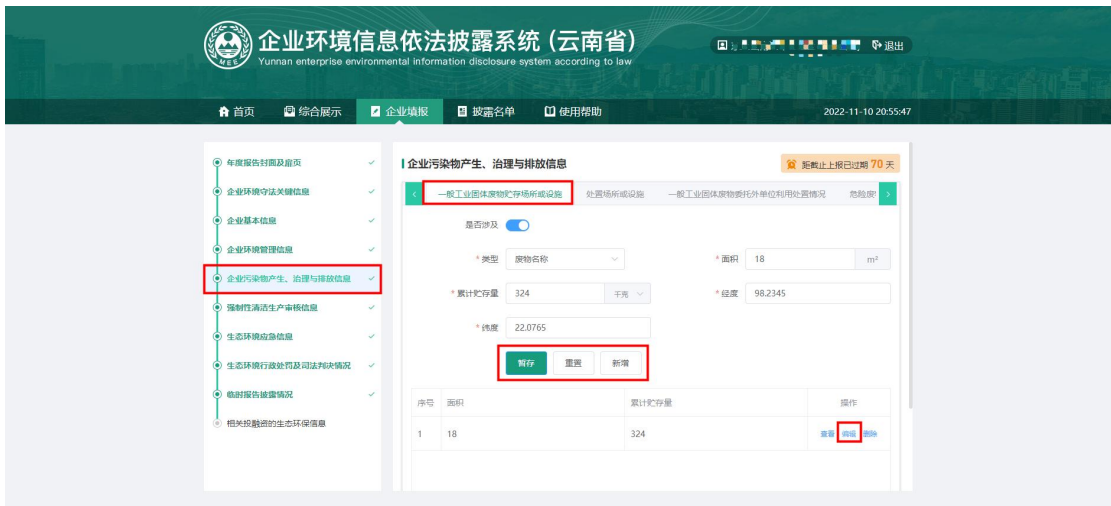 企业环境信息依法披露系统 (云南省)
Yunnan enterprise environmental information disclosure system according to law
退出
首页 综合展示 企业填报 披露名单 使用帮助 2022-11-10 20:55:47
年度报告封面及扉页
企业环境守法关键信息
企业基本信息
企业环境管理信息
企业污染物产生、治理与排放信息
强制性清洁生产审核信息
生态环境应急信息
生态环境行政处罚及司法判决情况
临时报告披露情况
相关投融资的生态环保信息
企业污染物产生、治理与排放信息 距截止上报已过期 70 天
一般工业固体废物贮存场所或设施 处置场所或设施 一般工业固体废物委托外单位利用处置情况 危险废
是否涉及
* 类型 废物名称 * 面积 18 m²
* 累计贮存量 324 千克 * 经度 98.2345
* 纬度 22.0765
暂存 重置 新增
序号 面积 累计贮存量 操作
1 18 324 查看 编辑 删除
MEE